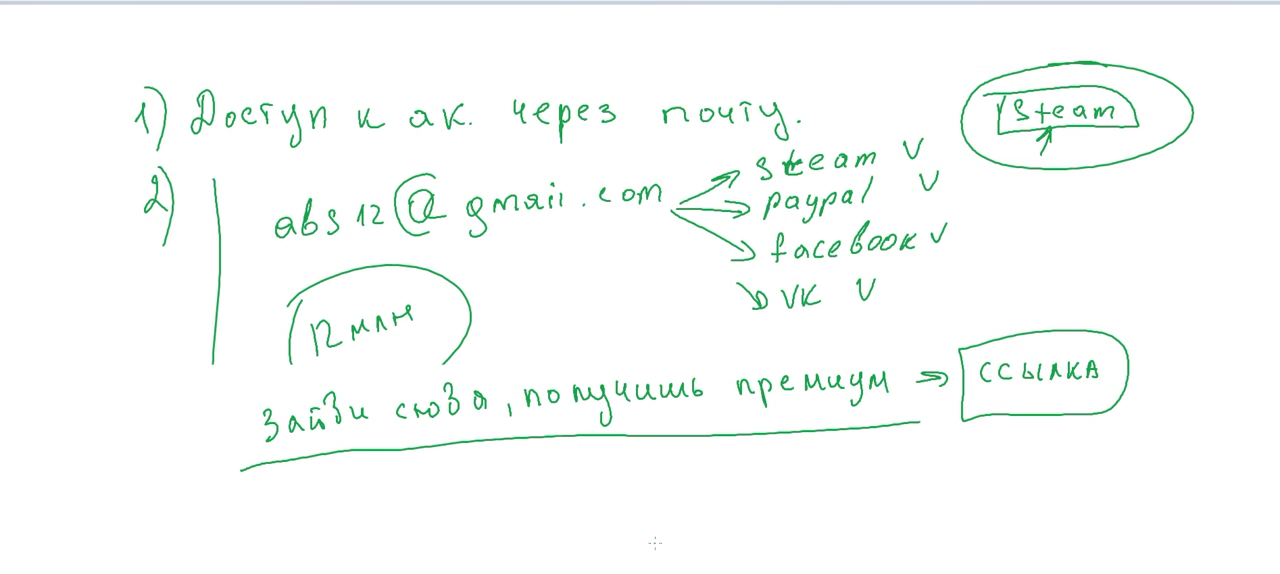 1) Доступ к ак. через почту.
steam
2) abs12@gmail.com
steam
paypal
facebook
VK
12 млн
Зайди сюда, получишь премиум → ССЫЛКА